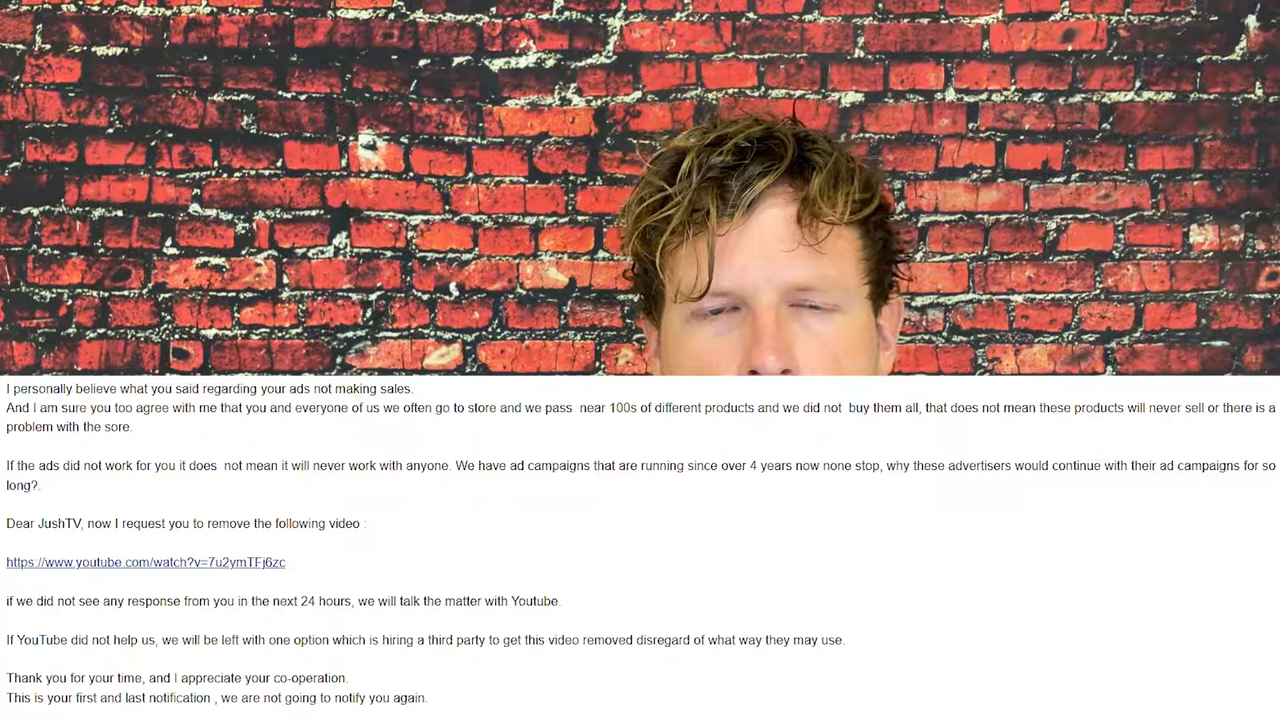 I personally believe what you said regarding your ads not making sales.
And I am sure you too agree with me that you and everyone of us we often go to store and we pass  near 100s of different products and we did not  buy them all, that does not mean these products will never sell or there is a
problem with the sore.
If the ads did not work for you it does  not mean it will never work with anyone. We have ad campaigns that are running since over 4 years now none stop, why these advertisers would continue with their ad campaigns for so
long?.
Dear JushTV, now I request you to remove the following video :
https://www.youtube.com/watch?v=7u2ymTFj6zc
if we did not see any response from you in the next 24 hours, we will talk the matter with Youtube.
If YouTube did not help us, we will be left with one option which is hiring a third party to get this video removed disregard of what way they may use.
Thank you for your time, and I appreciate your co-operation.
This is your first and last notification , we are not going to notify you again.